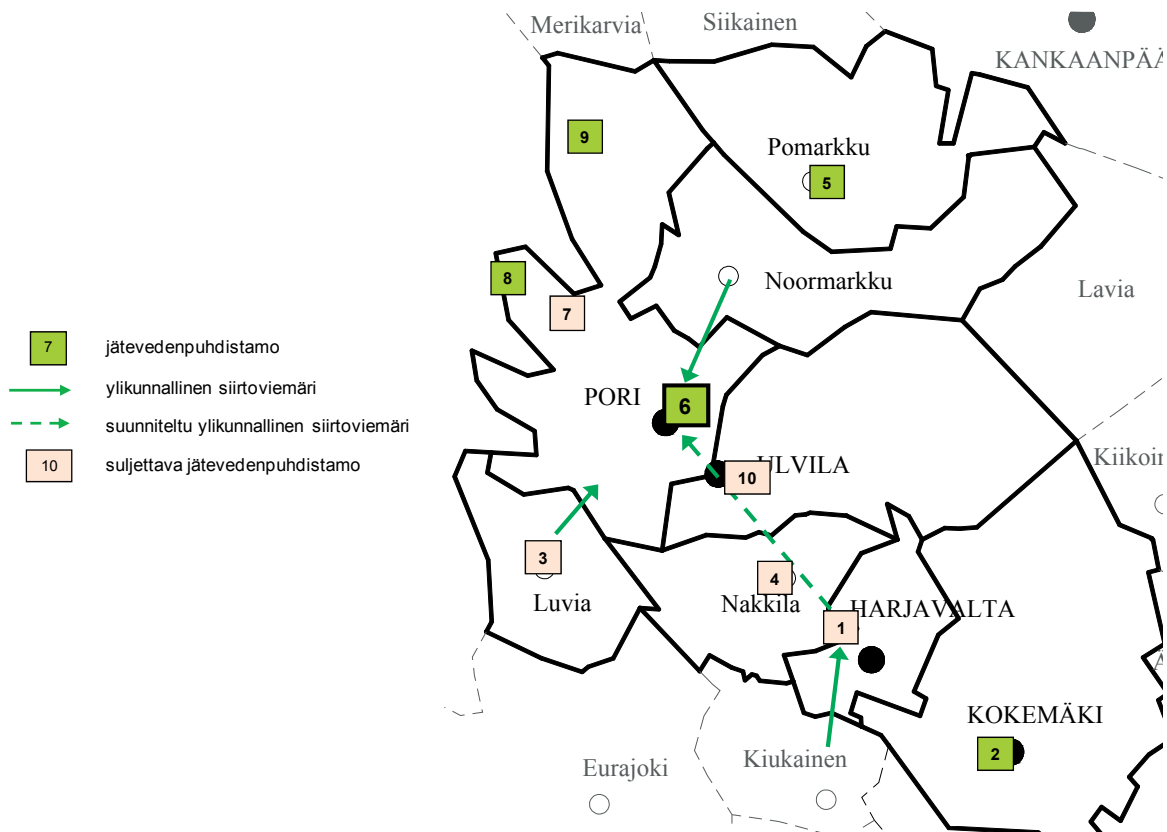 Merikarvia
Siikainen
KANKAANPÄÄ
9
Pomarkku
5
8
Noormarkku
Lavia
7
7 jätevedenpuhdistamo
ylikunnallinen siirtoviemäri
suunniteltu ylikunnallinen siirtoviemäri
10 suljettava jätevedenpuhdistamo
PORI
6
10
ULVILA
3
Luvia
4
Nakkila
HARJAVALTA
1
KOKEMÄKI
2
Eurajoki
Kiukainen